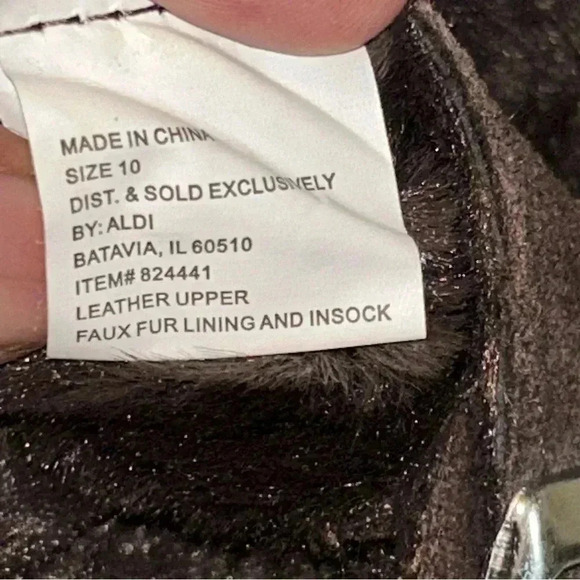 MADE IN CHINA
SIZE 10
DIST. & SOLD EXCLUSIVELY
BY: ALDI
BATAVIA, IL 60510
ITEM# 824441
LEATHER UPPER
FAUX FUR LINING AND INSOCK